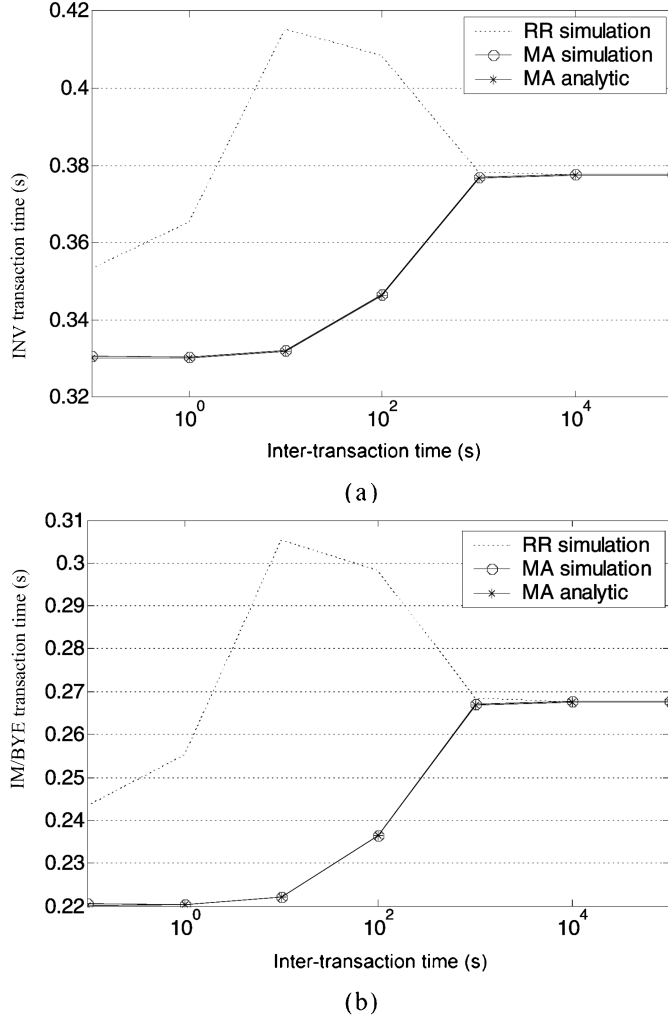 RR simulation
MA simulation
MA analytic
0.4
0.38
0.36
0.34
0.33
0.32
INV transaction time (s)
10^0
10^2
10^4
Inter-transaction time (s)
(a)
0.31
RR simulation
MA simulation
MA analytic
0.3
0.29
0.28
0.27
0.26
0.25
0.24
0.23
0.22
IM/BYE transaction time (s)
10^0
10^2
10^4
Inter-transaction time (s)
(b)